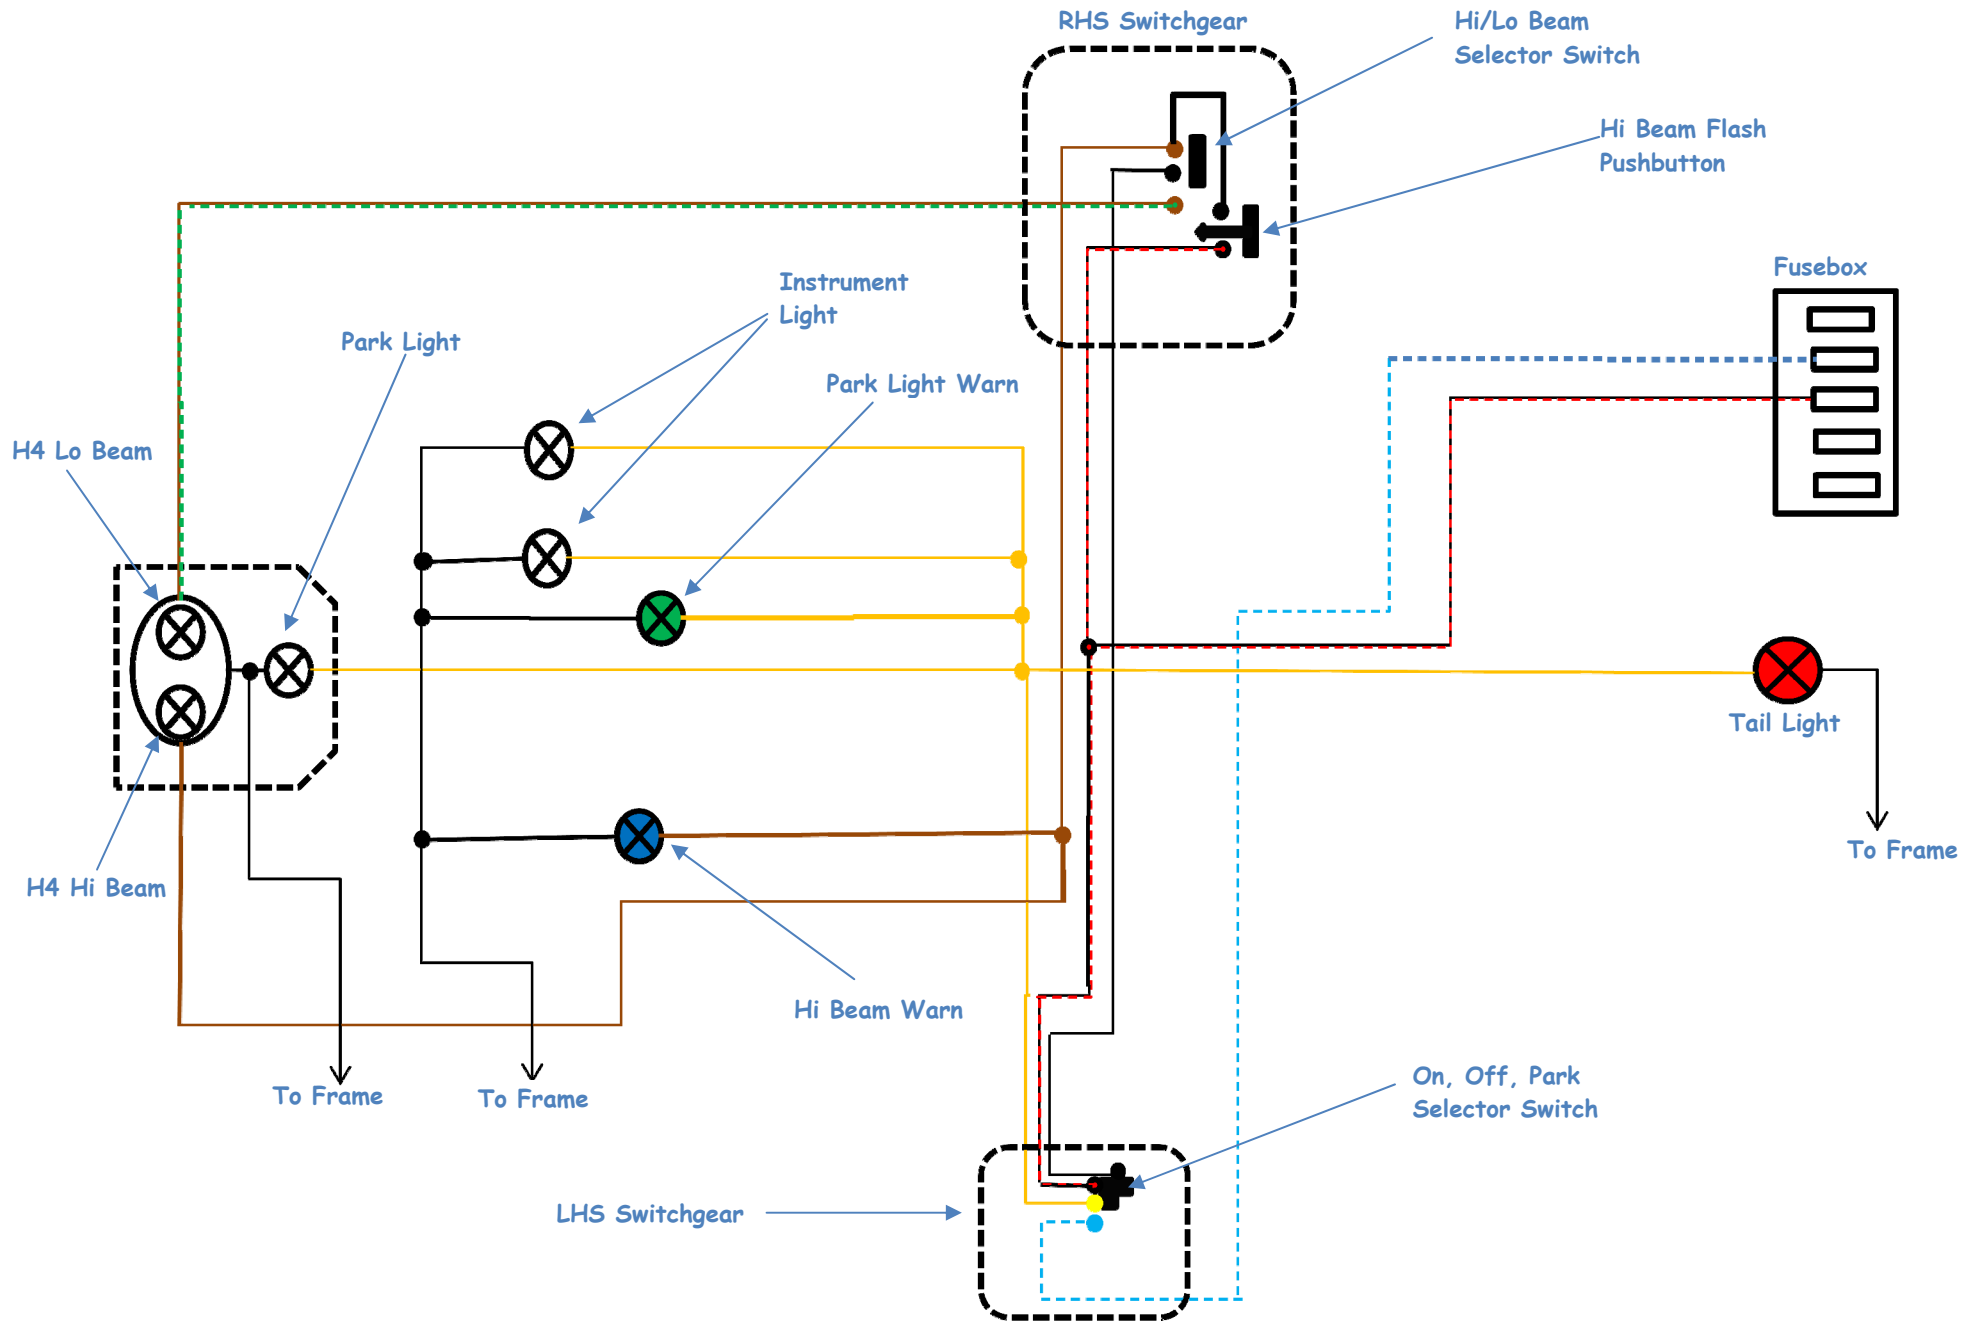 RHS Switchgear
Hi/Lo Beam
Selector Switch
Hi Beam Flash
Pushbutton
Fusebox
Instrument
Light
Park Light
Park Light Warn
H4 Lo Beam
Tail Light
To Frame
H4 Hi Beam
Hi Beam Warn
To Frame
To Frame
On, Off, Park
Selector Switch
LHS Switchgear